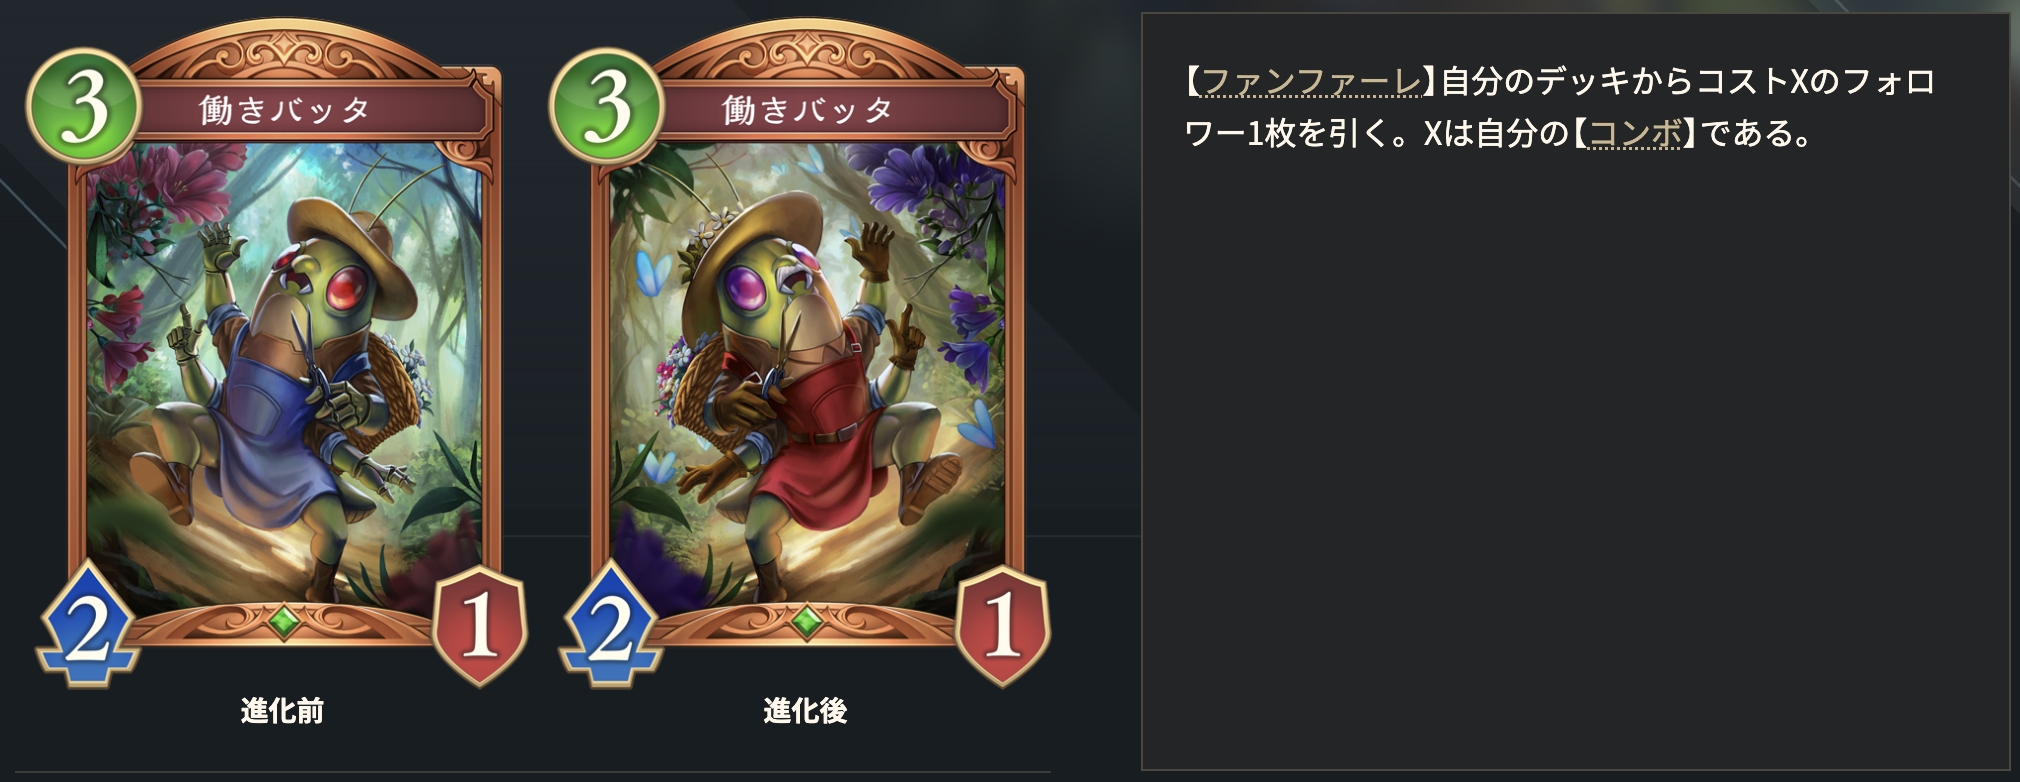 3
働きバッタ
2
1
進化前
3
働きバッタ
2
1
進化後
【ファンファーレ】自分のデッキからコストXのフォロ
ワー1枚を引く。Xは自分の【コンボ】である。